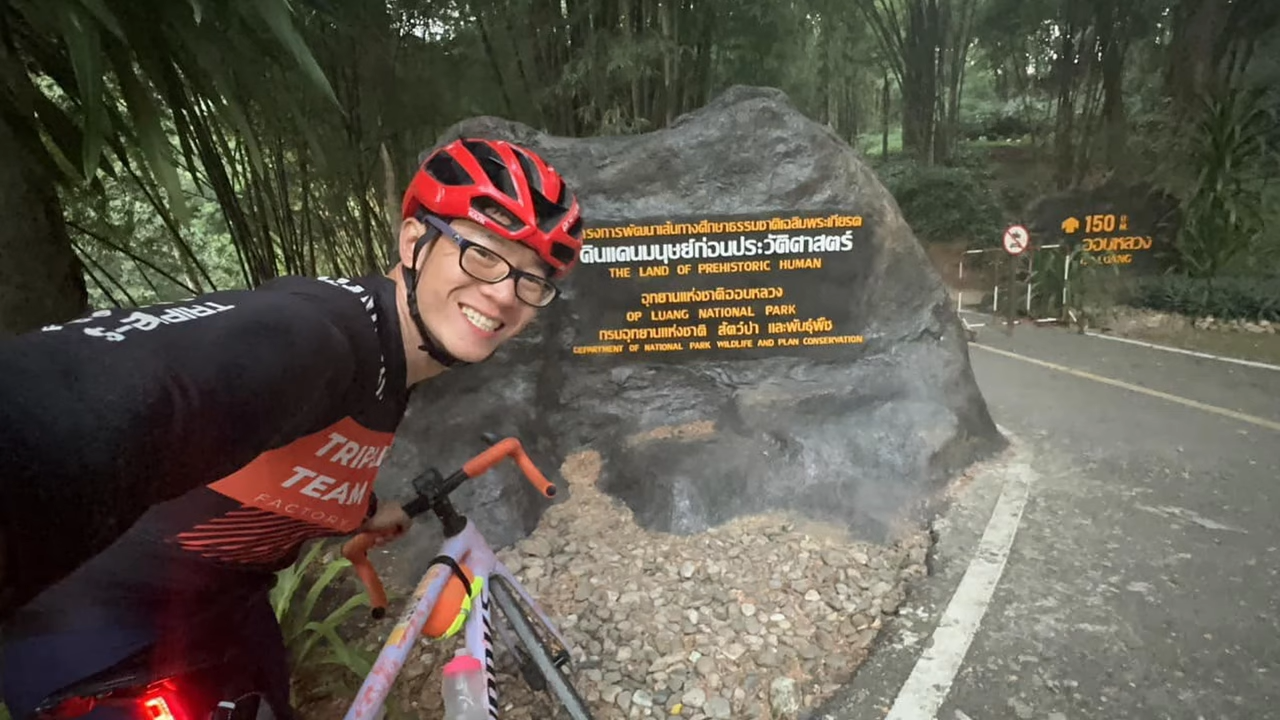 โครงการพัฒนาเส้นทางศึกษาธรรมชาติเฉลิมพระเกียรติ
ดินแดนมนุษย์ก่อนประวัติศาสตร์
THE LAND OF PREHISTORIC HUMAN
อุทยานแห่งชาติออบหลวง
OP LUANG NATIONAL PARK
กรมอุทยานแห่งชาติ สัตว์ป่า และพันธุ์พืช
DEPARTMENT OF NATIONAL PARK WILDLIFE AND PLAN CONSERVATION
150
ออบหลวง
LUANG
TRIPLE
TRIPLE
TEAM
FACTORY